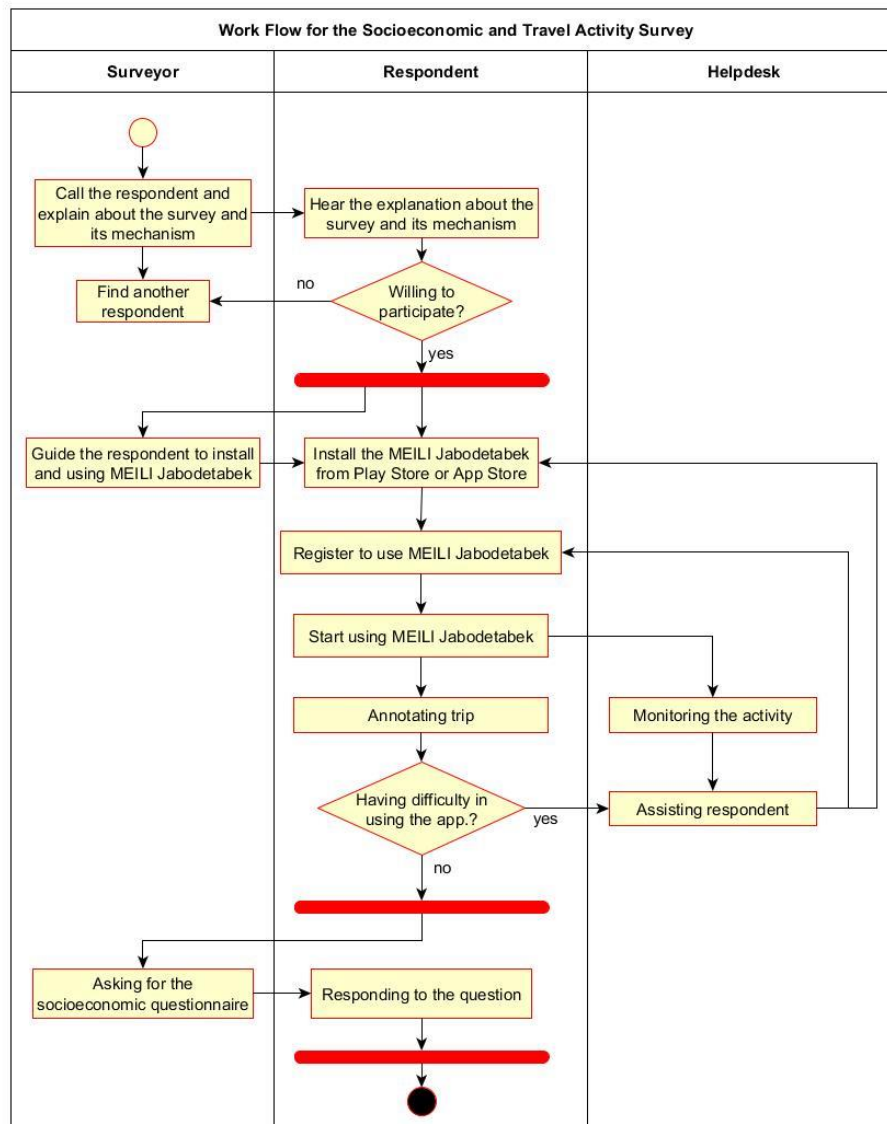 Work Flow for the Socioeconomic and Travel Activity Survey
Surveyor
Respondent
Helpdesk
Call the respondent and
explain about the survey and
its mechanism
Hear the explanation about the
survey and its mechanism
Find another
respondent
no
Willing to
participate?
yes
Guide the respondent to install
and using MEILI Jabodetabek
Install the MEILI Jabodetabek
from Play Store or App Store
Register to use MEILI Jabodetabek
Start using MEILI Jabodetabek
Annotating trip
Monitoring the activity
Having difficulty in
using the app.?
yes
Assisting respondent
no
Asking for the
socioeconomic questionnaire
Responding to the question